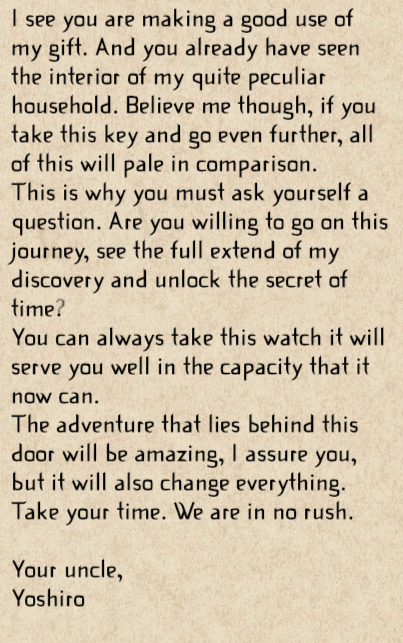 I see you are making a good use of
my gift. And you already have seen
the interior of my quite peculiar
household. Believe me though, if you
take this key and go even further, all
of this will pale in comparison.
This is why you must ask yourself a
question. Are you willing to go on this
journey, see the full extend of my
discovery and unlock the secret of
time?
You can always take this watch it will
serve you well in the capacity that it
now can.
The adventure that lies behind this
door will be amazing, I assure you,
but it will also change everything.
Take your time. We are in no rush.
Your uncle,
Yoshiro